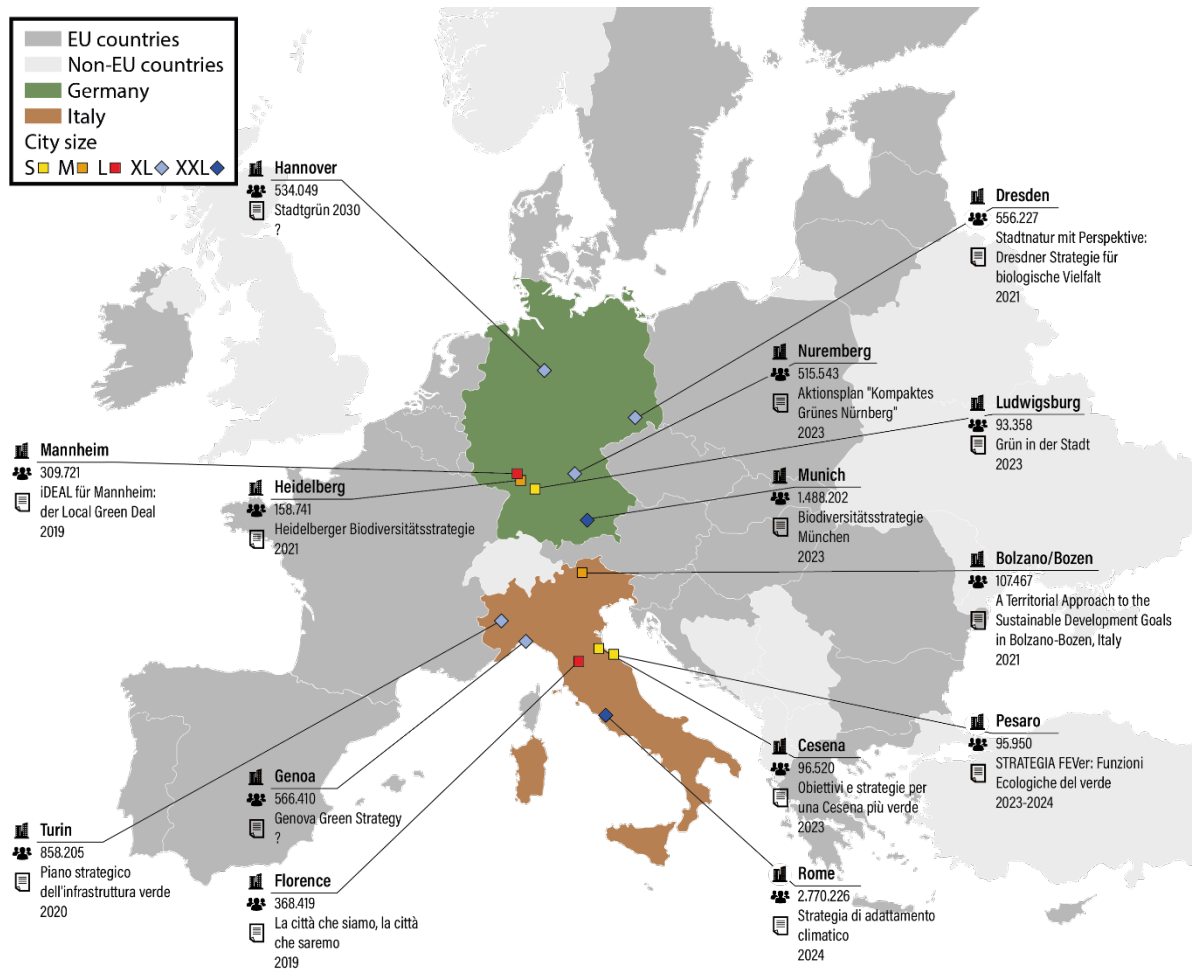 EU countries
Non-EU countries
Germany
Italy
City size
S M L XL XXL
Hannover
534.049
Stadtgrün 2030
?
Dresden
556.227
Stadtnatur mit Perspektive:
Dresdner Strategie für
biologische Vielfalt
2021
Nuremberg
515.543
Aktionsplan "Kompaktes
Grünes Nürnberg"
2023
Ludwigsburg
93.358
Grün in der Stadt
2023
Mannheim
309.721
iDEAL für Mannheim:
der Local Green Deal
2019
Heidelberg
158.741
Heidelberger Biodiversitätsstrategie
2021
Munich
1.488.202
Biodiversitätsstrategie
München
2023
Bolzano/Bozen
107.467
A Territorial Approach to the
Sustainable Development Goals
in Bolzano-Bozen, Italy
2021
Pesaro
95.950
STRATEGIA FEVer: Funzioni
Ecologiche del verde
2023-2024
Cesena
96.520
Obiettivi e strategie per
una Cesena più verde
2023
Genoa
566.410
Genova Green Strategy
?
Turin
858.205
Piano strategico
dell'infrastruttura verde
2020
Florence
368.419
La città che siamo, la città
che saremo
2019
Rome
2.770.226
Strategia di adattamento
climatico
2024